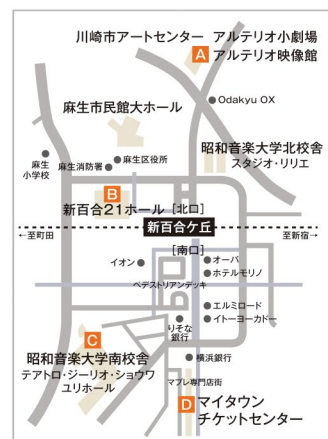 川崎市アートセンター アルテリオ小劇場
A アルテリオ映像館
Odakyu OX
麻生市民館大ホール
昭和音楽大学北校舎
スタジオ・リリエ
麻生
小学校
麻生消防署
麻生区役所
B
新百合21ホール [北口]
新百合ケ丘
←至町田
至新宿→
[南口]
イオン
オーパ
ホテルモリノ
ペデストリアンデッキ
エルミロード
イトーヨーカドー
りそな
銀行
C
昭和音楽大学南校舎
テアトロ・ジーリオ・ショウワ
ユリホール
横浜銀行
マプレ専門店街
D マイタウン
チケットセンター